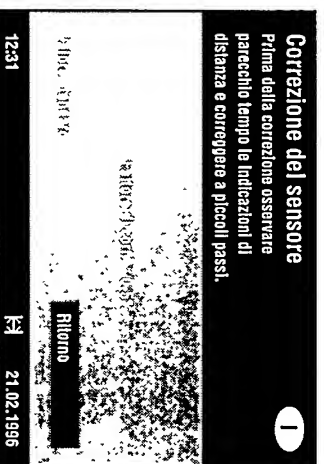 Correzione del sensore
I
Prima della correzione osservare
parecchio tempo le indicazioni di
distanza e correggere a piccoli passi.
Ritorno
12:31
21.02.1996